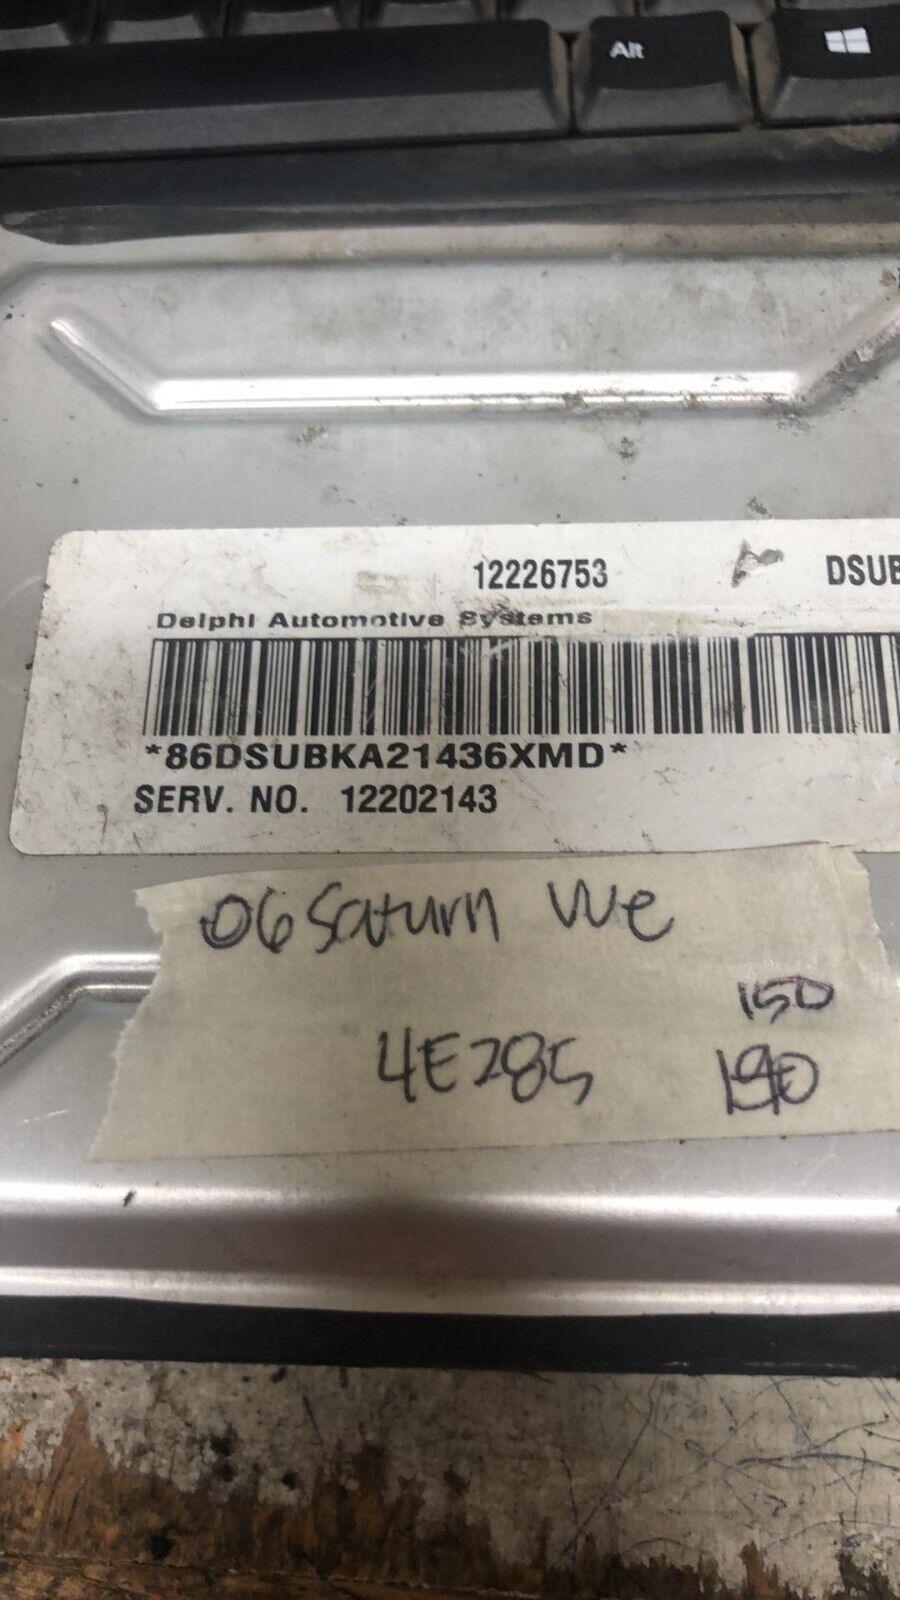 Alt
12226753 DSUB
Delphi Automotive Systems
*86DSUBKA21436XMD*
SERV. NO. 12202143
06 Saturn Vue
150
4E285 190